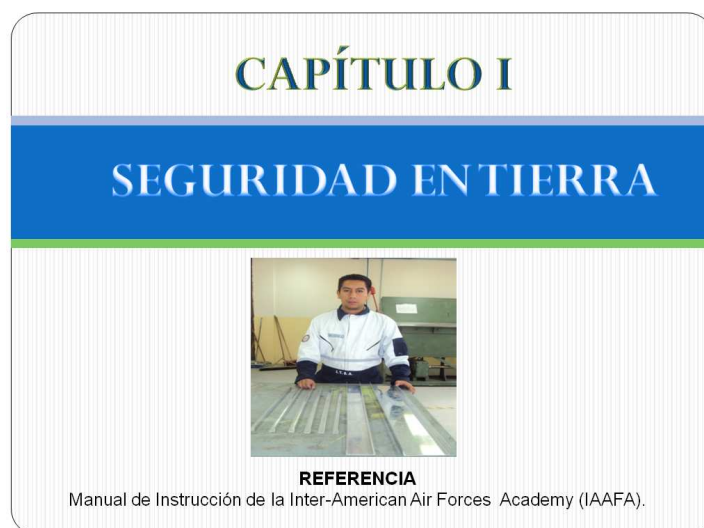 CAPÍTULO I
SEGURIDAD EN TIERRA
I.T.S.A.
REFERENCIA
Manual de Instrucción de la Inter-American Air Forces Academy (IAAFA).